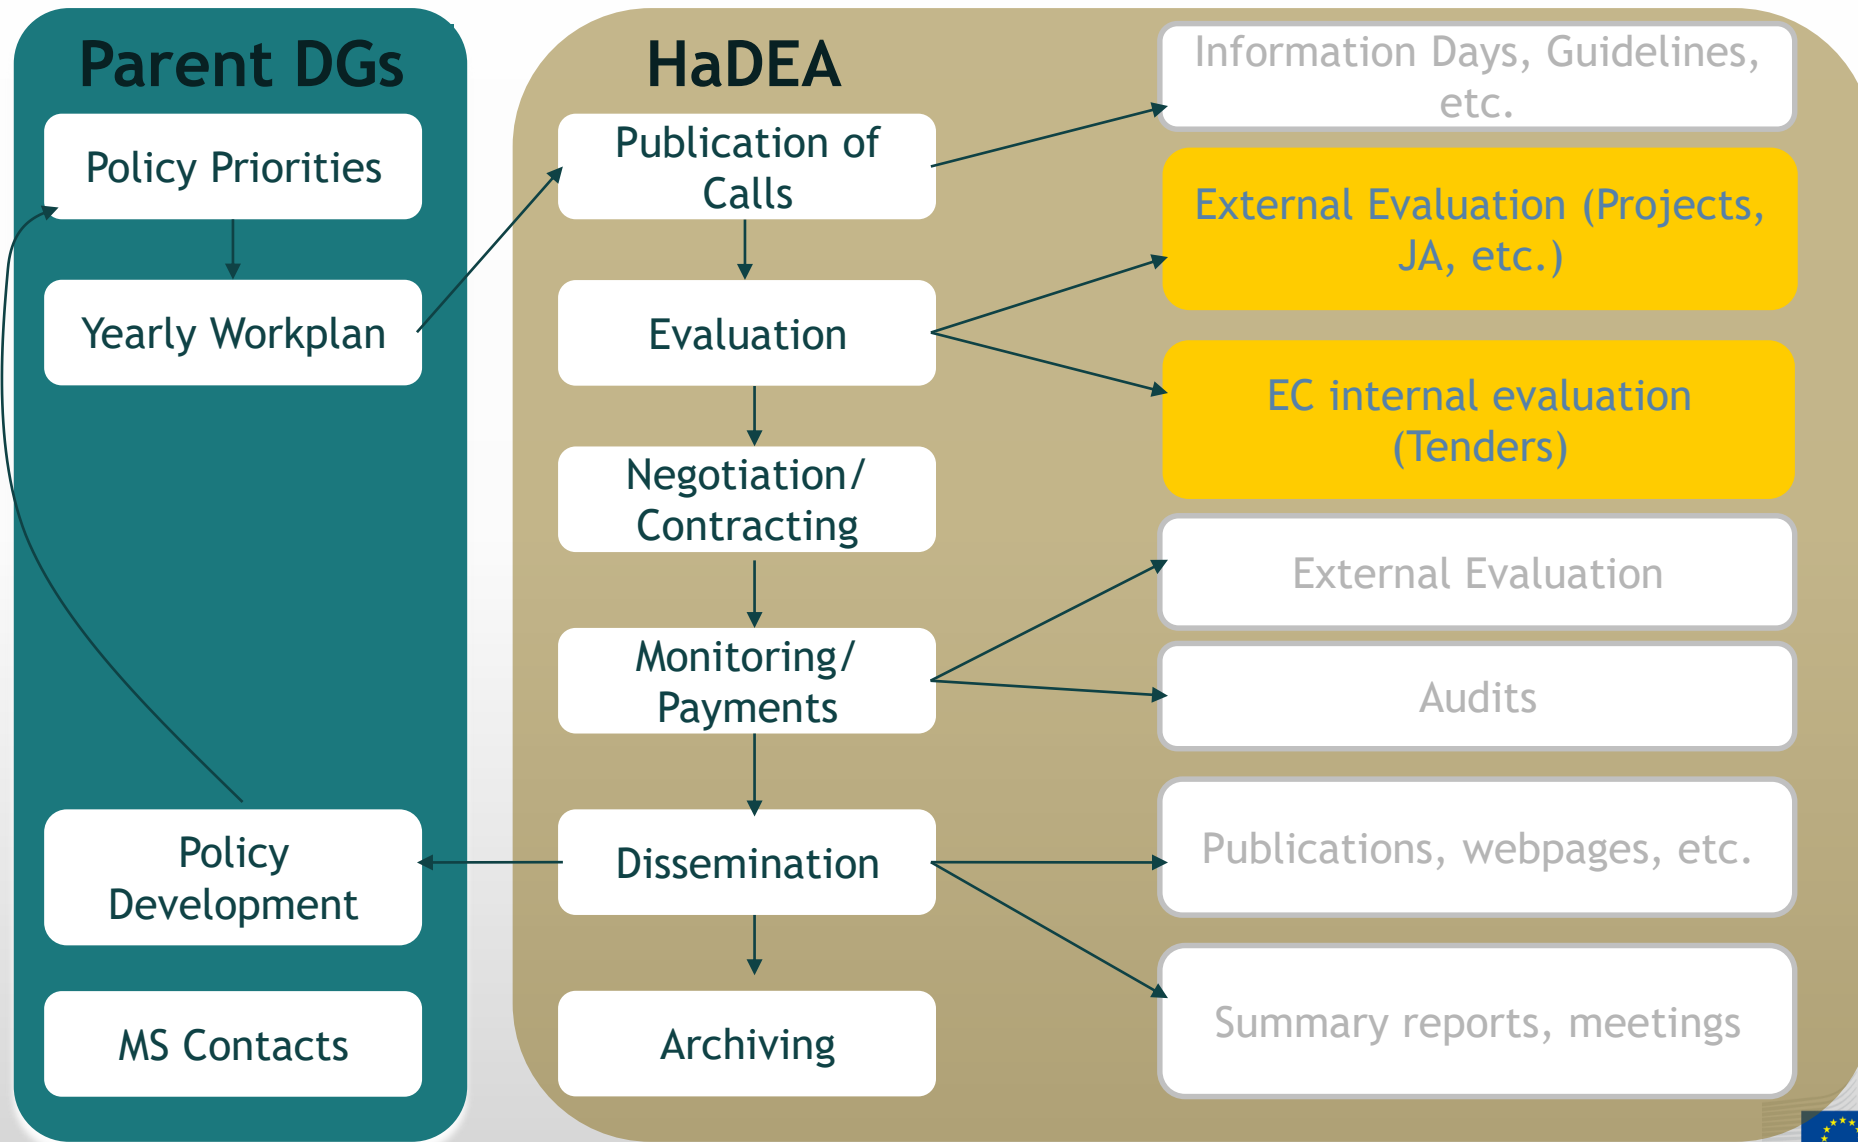 Parent DGs
Policy Priorities
Yearly Workplan
Policy
Development
MS Contacts
HaDEA
Publication of
Calls
Evaluation
Negotiation/
Contracting
Monitoring/
Payments
Dissemination
Archiving
Information Days, Guidelines,
etc.
External Evaluation (Projects,
JA, etc.)
EC internal evaluation
(Tenders)
External Evaluation
Audits
Publications, webpages, etc.
Summary reports, meetings